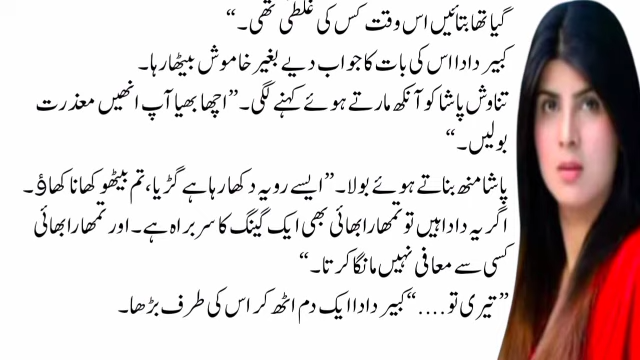 گیا تھا بتائیں اس وقت کس کی غلطی تھی۔“
کبیر دادا اس کی بات کا جواب دیے بغیر خاموش بیٹھا رہا۔
تناوش پاشا کو آنکھ مارتے ہوئے کہنے لگی۔”اچھا بھیا آپ انھیں معذرت
بولیں۔“
پاشا منھ بناتے ہوئے بولا۔”ایسے رویہ دکھا رہا ہے گڑیا،تم بیٹھو کھانا کھاؤ۔
اگر یہ دادا ہیں تو تمھارا بھائی بھی ایک گینگ کا سربراہ ہے۔اور تمھارا بھائی
کسی سے معافی نہیں مانگا کرتا۔“
”تیری تو....“کبیر دادا ایک دم اٹھ کر اس کی طرف بڑھا۔